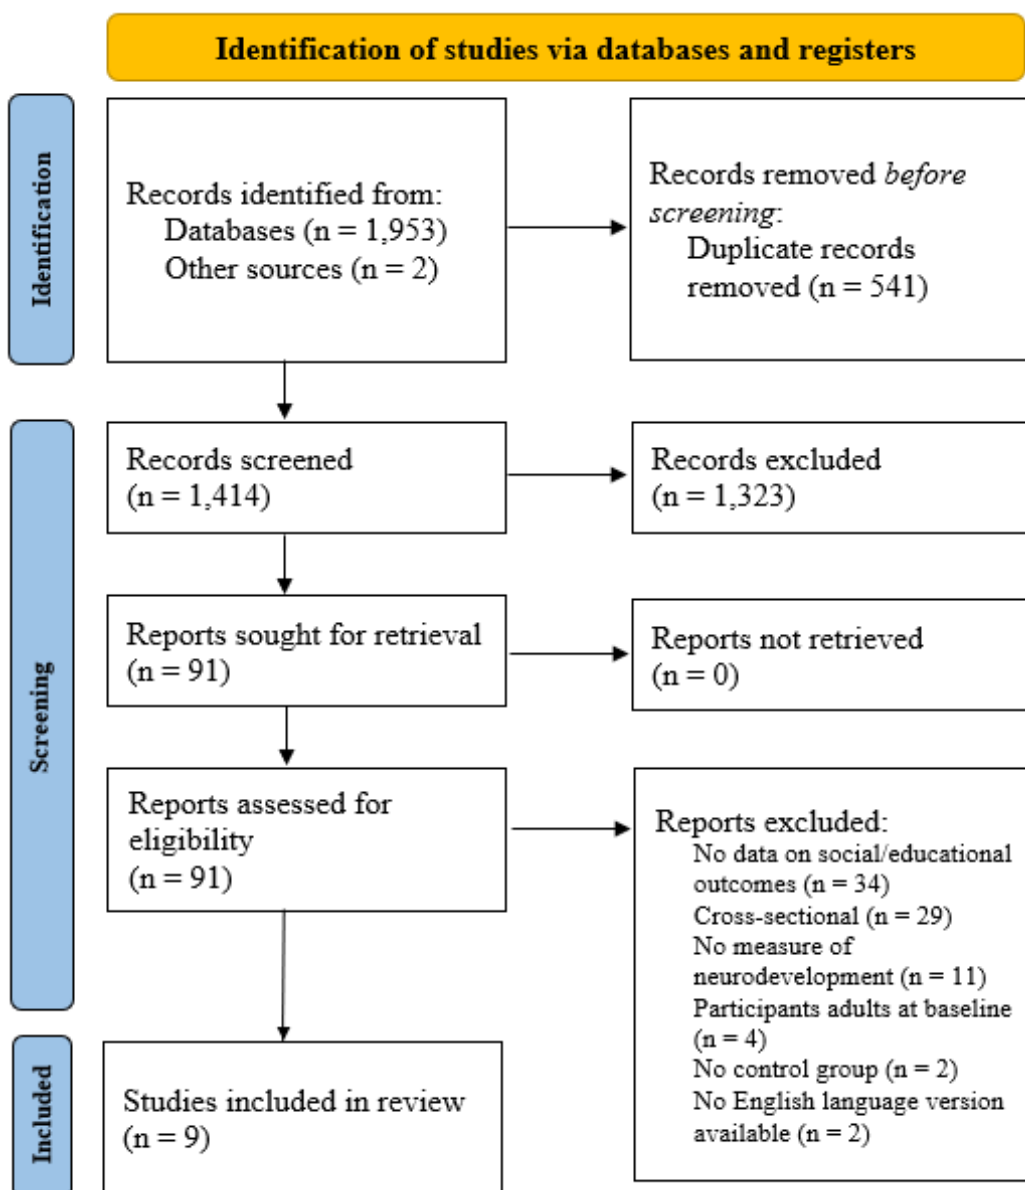 Identification of studies via databases and registers
Identification
Records identified from:
Databases (n = 1,953)
Other sources (n = 2)
Records removed before
screening:
Duplicate records
removed (n = 541)
Screening
Records screened
(n = 1,414)
Records excluded
(n = 1,323)
Reports sought for retrieval
(n = 91)
Reports not retrieved
(n = 0)
Reports assessed for
eligibility
(n = 91)
Reports excluded:
No data on social/educational
outcomes (n = 34)
Cross-sectional (n = 29)
No measure of
neurodevelopment (n = 11)
Participants adults at baseline
(n = 4)
No control group (n = 2)
No English language version
available (n = 2)
Included
Studies included in review
(n = 9)